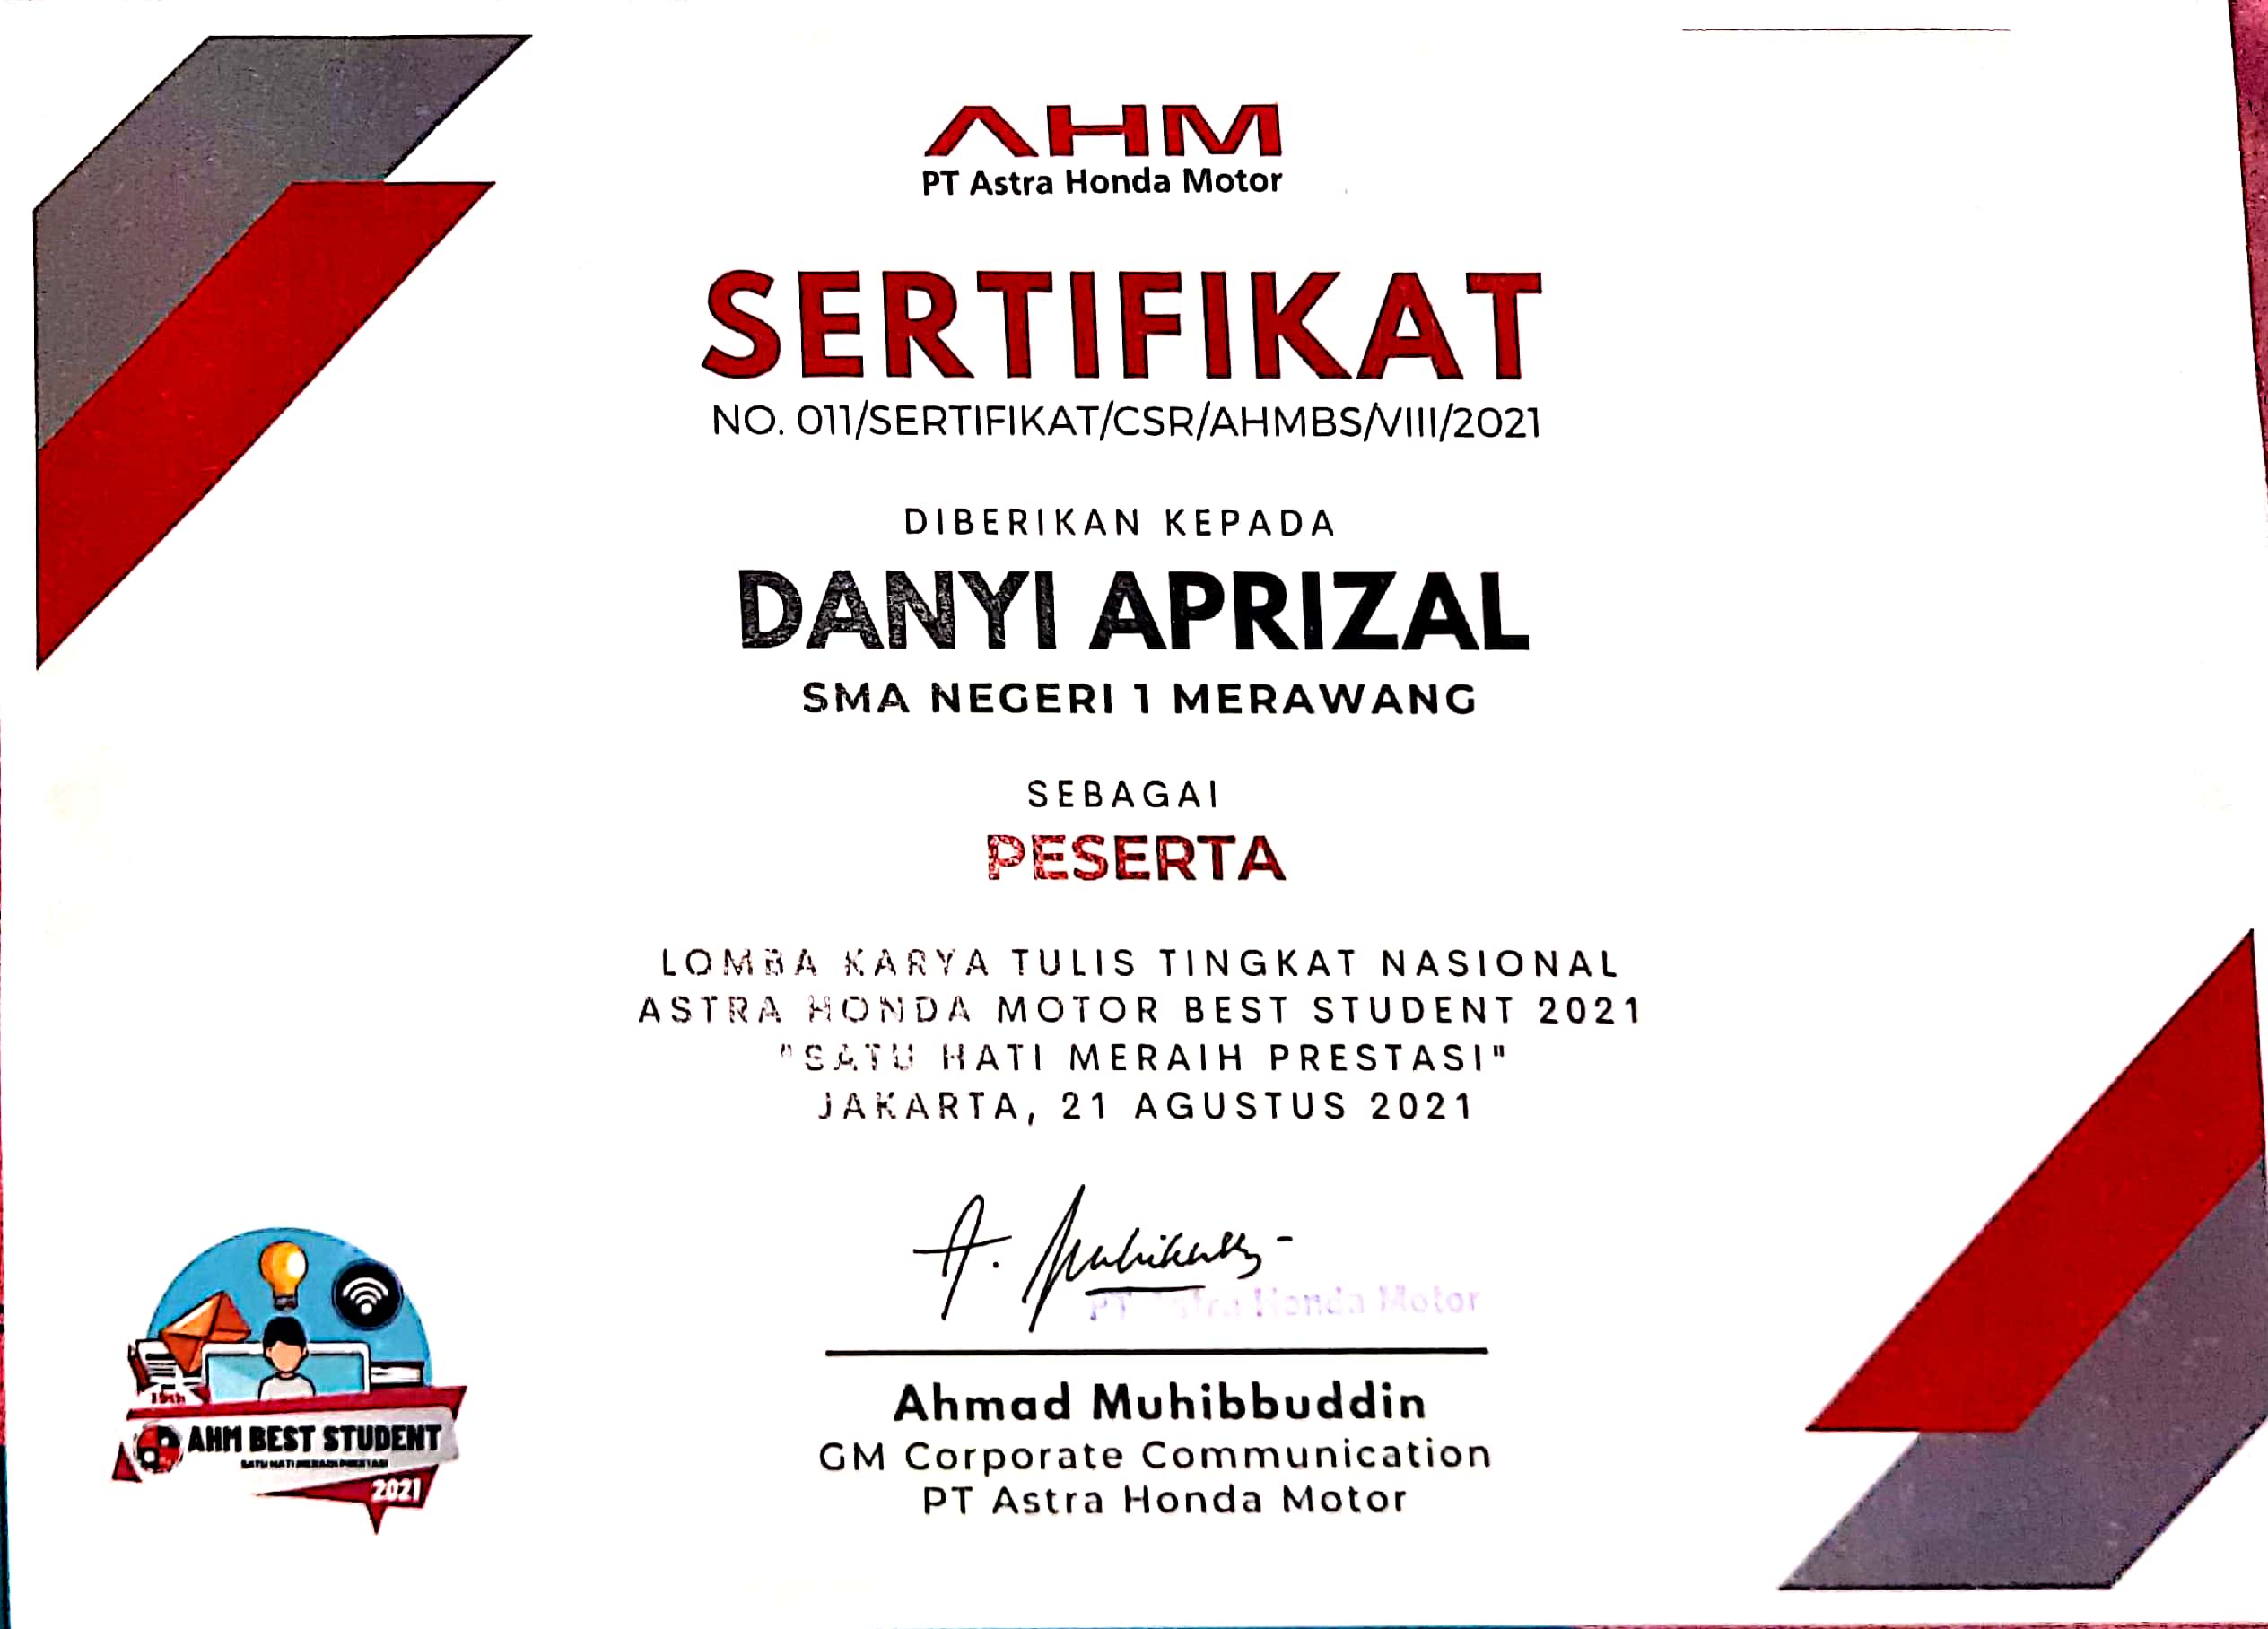 AHM
PT Astra Honda Motor
SERTIFIKAT
NO. 011/SERTIFIKAT/CSR/AHMBS/VIII/2021
DIBERIKAN KEPADA
DANYI APRIZAL
SMA NEGERI 1 MERAWANG
SEBAGAI
PESERTA
LOMBA KARYA TULIS TINGKAT NASIONAL
ASTRA HONDA MOTOR BEST STUDENT 2021
"SATU HATI MERAIH PRESTASI"
JAKARTA, 21 AGUSTUS 2021
PT Astra Honda Motor
Ahmad Muhibbuddin
GM Corporate Communication
PT Astra Honda Motor
AHM BEST STUDENT
SATU HATI MERAIH PRESTASI
2021